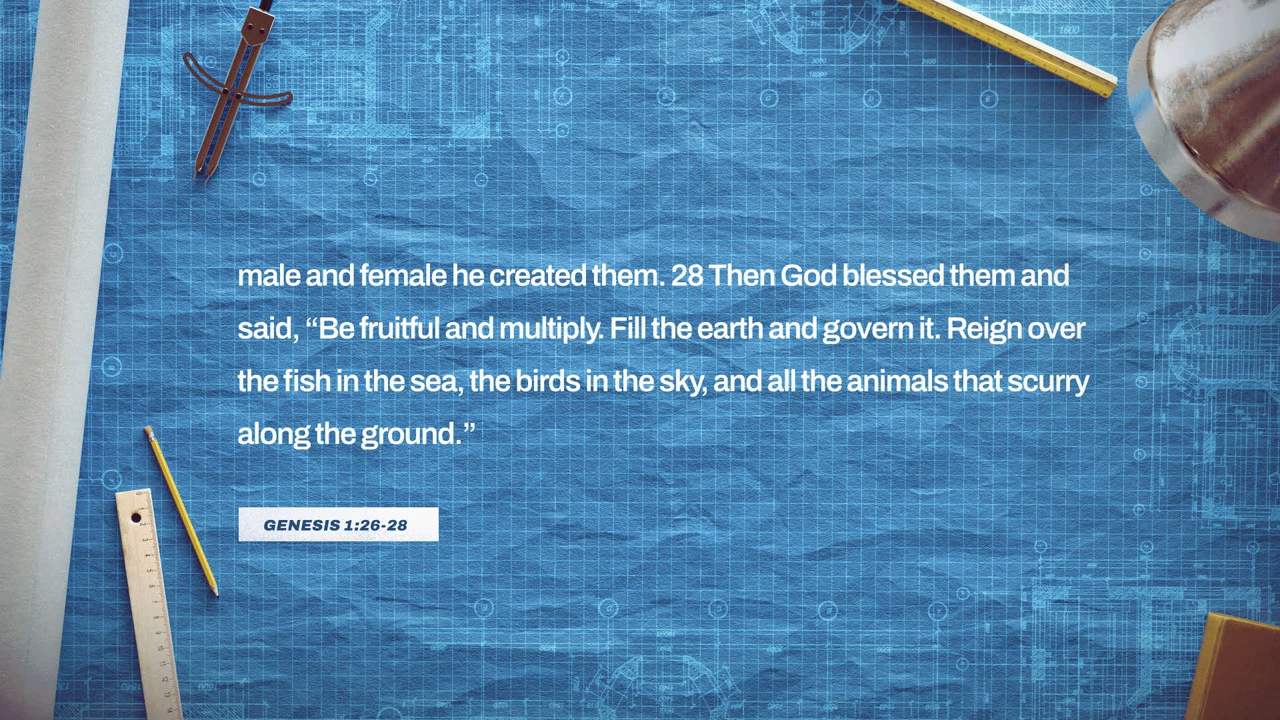 male and female he created them. 28 Then God blessed them and
said, “Be fruitful and multiply. Fill the earth and govern it. Reign over
the fish in the sea, the birds in the sky, and all the animals that scurry
along the ground.”
GENESIS 1:26-28